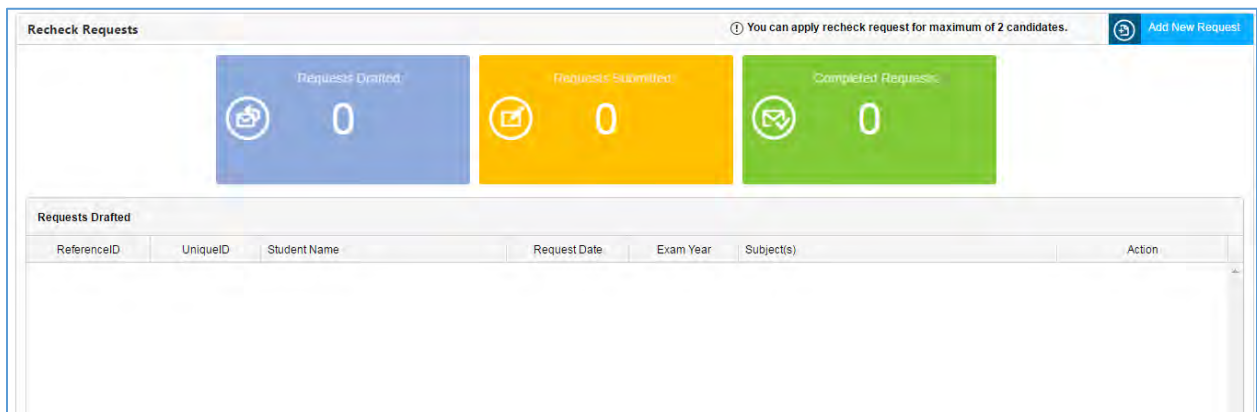 Recheck Requests
You can apply recheck request for maximum of 2 candidates.
Add New Request
Requests Drafted
0
Requests Submitted
0
Completed Requests
0
Requests Drafted
ReferenceID UniqueID Student Name Request Date Exam Year Subject(s) Action